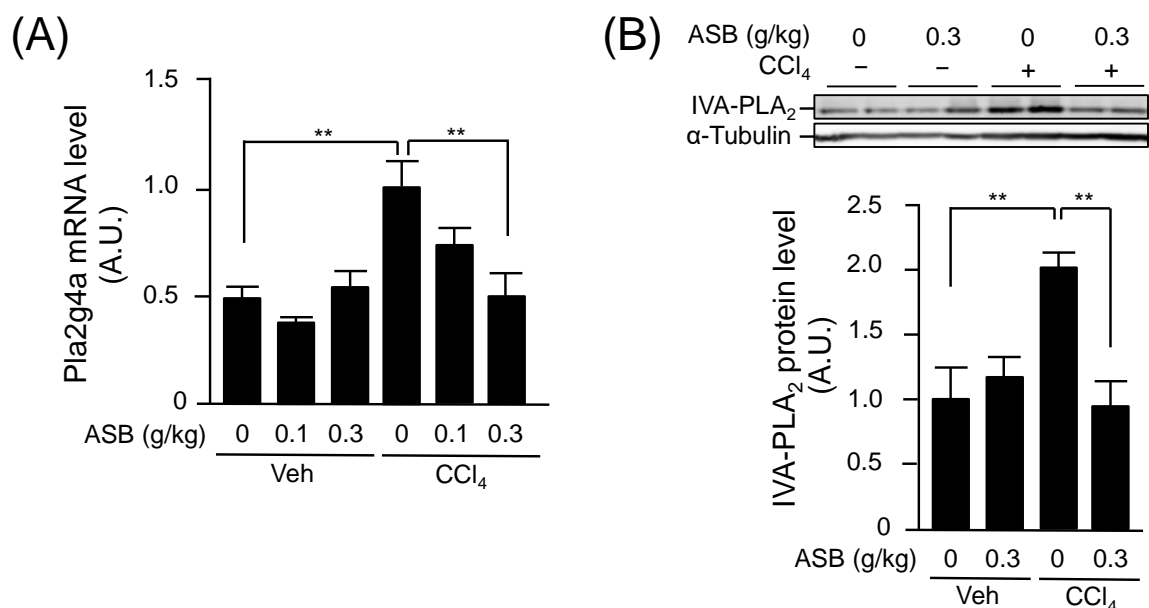 (A)
Pla2g4a mRNA level
(A.U.)
1.5
1.0
0.5
0
** **
ASB (g/kg) 0 0.1 0.3 0 0.1 0.3
Veh CCl₄
(B)
ASB (g/kg) 0 0.3 0 0.3
CCl₄ − − + +
IVA-PLA₂
α-Tubulin
IVA-PLA₂ protein level
(A.U.)
2.5
2.0
1.0
1.0
0.5
0
** **
ASB (g/kg) 0 0.3 0 0.3
Veh CCl₄